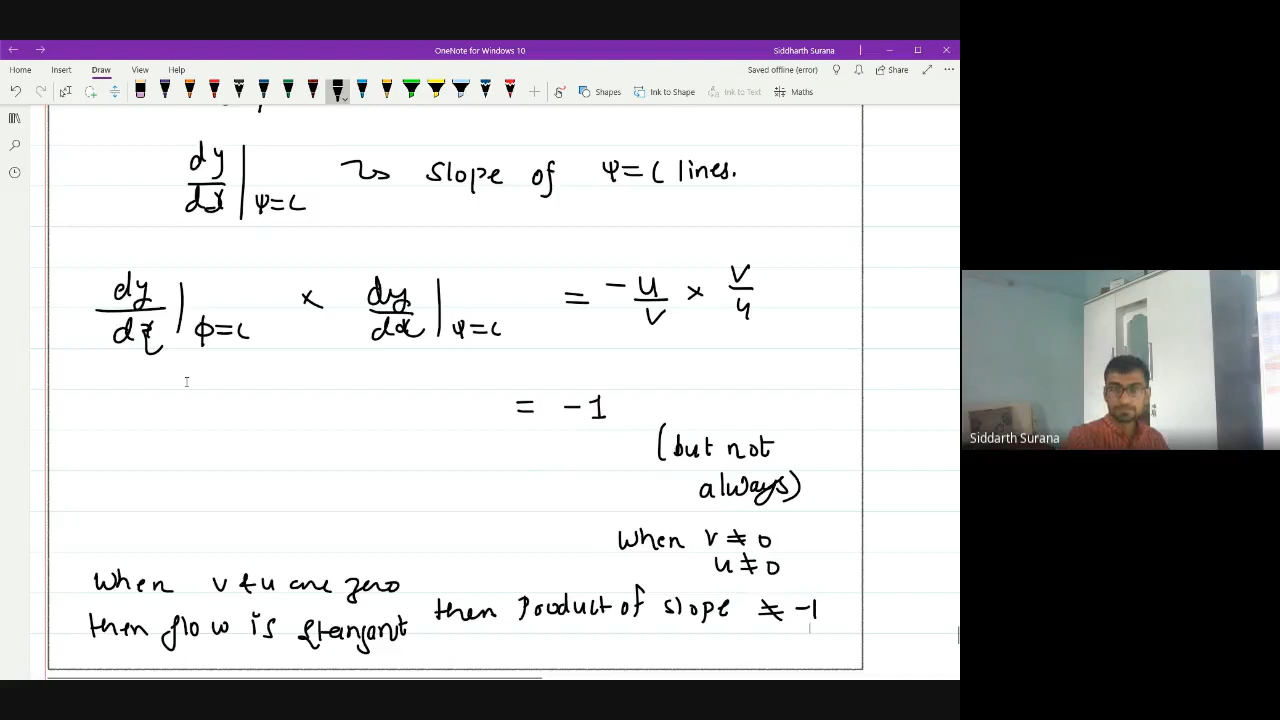 OneNote for Windows 10
Siddharth Surana
Home Insert Draw View Help
Saved offline (error)
Share
Shapes
Ink to Shape
Ink to Text
Maths
dy/dx |ψ=C ~> Slope of ψ=C lines.
dy/dx |φ=C × dy/dx |ψ=C = -u/v × v/u
= -1
(but not
always)
When v≠0
u≠0
When v & u are zero
then flow is stangant then product of slope ≠ -1
Siddarth Surana